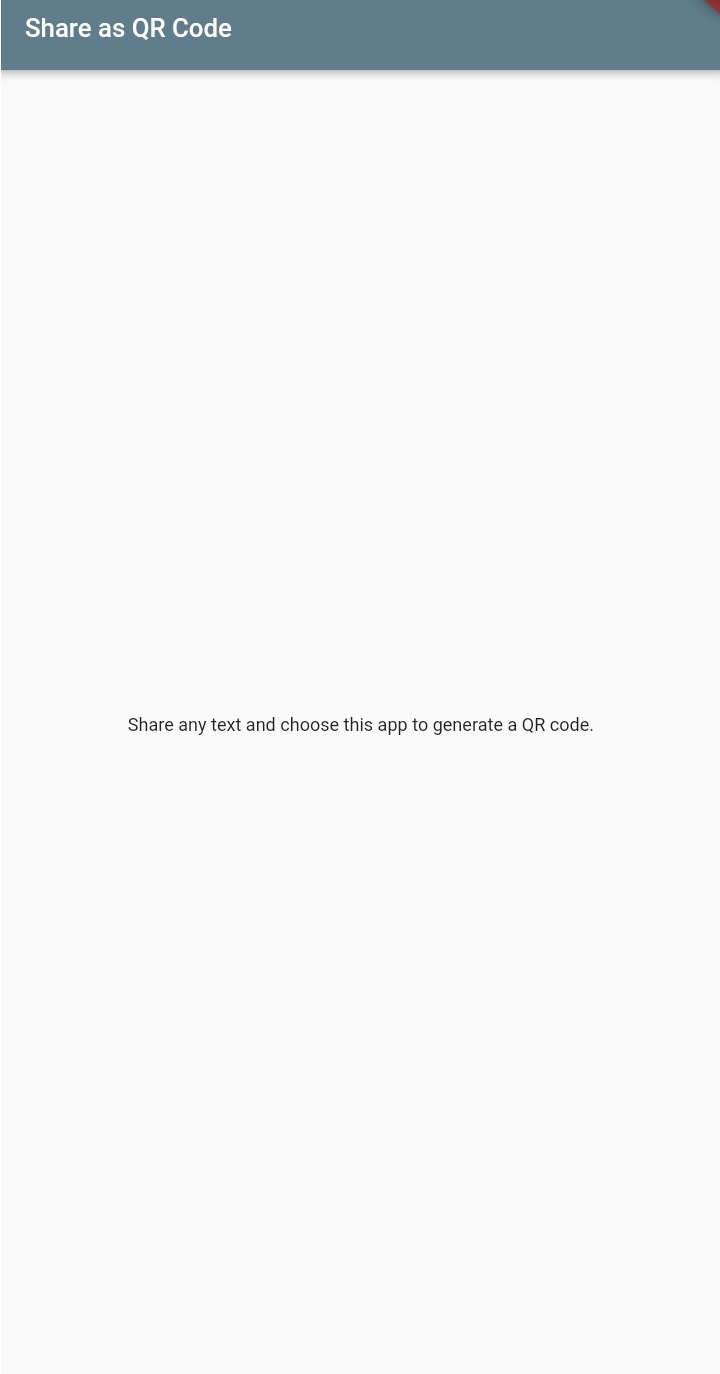 Share as QR Code
Share any text and choose this app to generate a QR code.